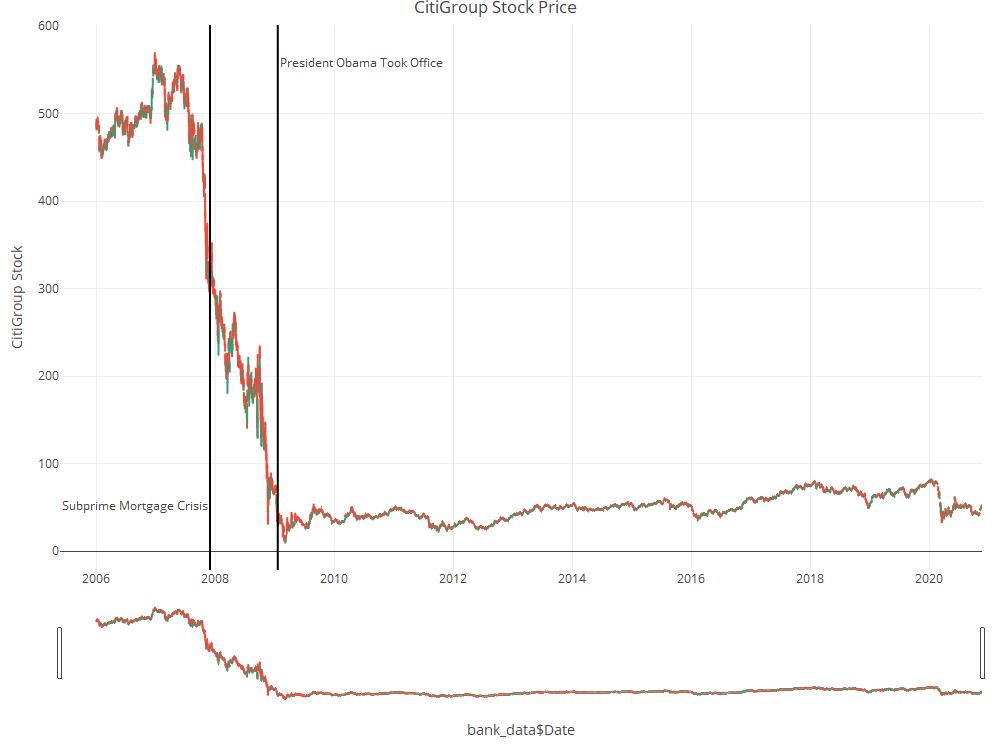 CitiGroup Stock Price
600
500
400
300
200
100
0
CitiGroup Stock
President Obama Took Office
Subprime Mortgage Crisis
2006 2008 2010 2012 2014 2016 2018 2020
bank_data$Date